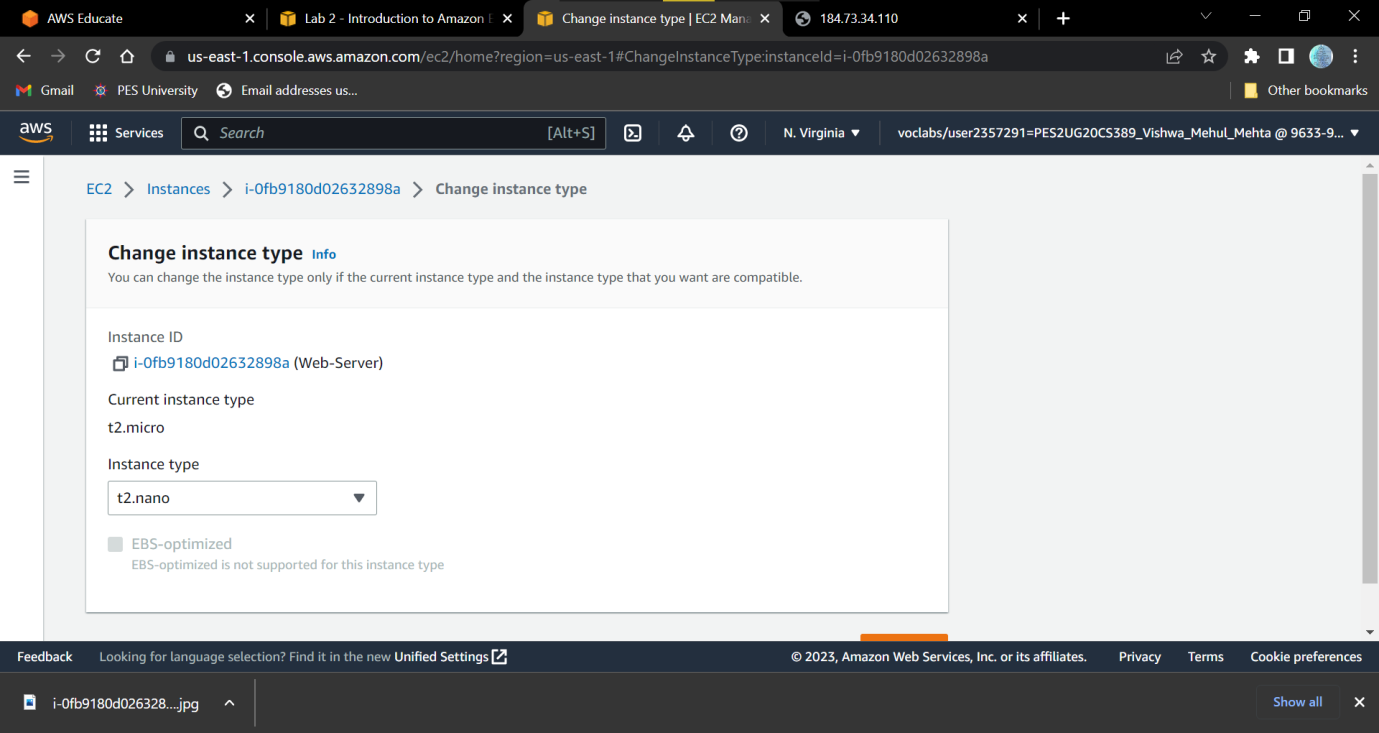 AWS Educate
Lab 2 - Introduction to Amazon E
Change instance type | EC2 Mana
184.73.34.110
us-east-1.console.aws.amazon.com/ec2/home?region=us-east-1#ChangeInstanceType:instanceId=i-0fb9180d02632898a
Gmail
PES University
Email addresses us...
Other bookmarks
aws
Services
Search
[Alt+S]
N. Virginia
voclabs/user2357291=PES2UG20CS389_Vishwa_Mehul_Mehta @ 9633-9...
EC2 > Instances > i-0fb9180d02632898a > Change instance type
Change instance type Info
You can change the instance type only if the current instance type and the instance type that you want are compatible.
Instance ID
i-0fb9180d02632898a (Web-Server)
Current instance type
t2.micro
Instance type
t2.nano
EBS-optimized
EBS-optimized is not supported for this instance type
Feedback
Looking for language selection? Find it in the new Unified Settings
© 2023, Amazon Web Services, Inc. or its affiliates.
Privacy
Terms
Cookie preferences
i-0fb9180d026328....jpg
Show all